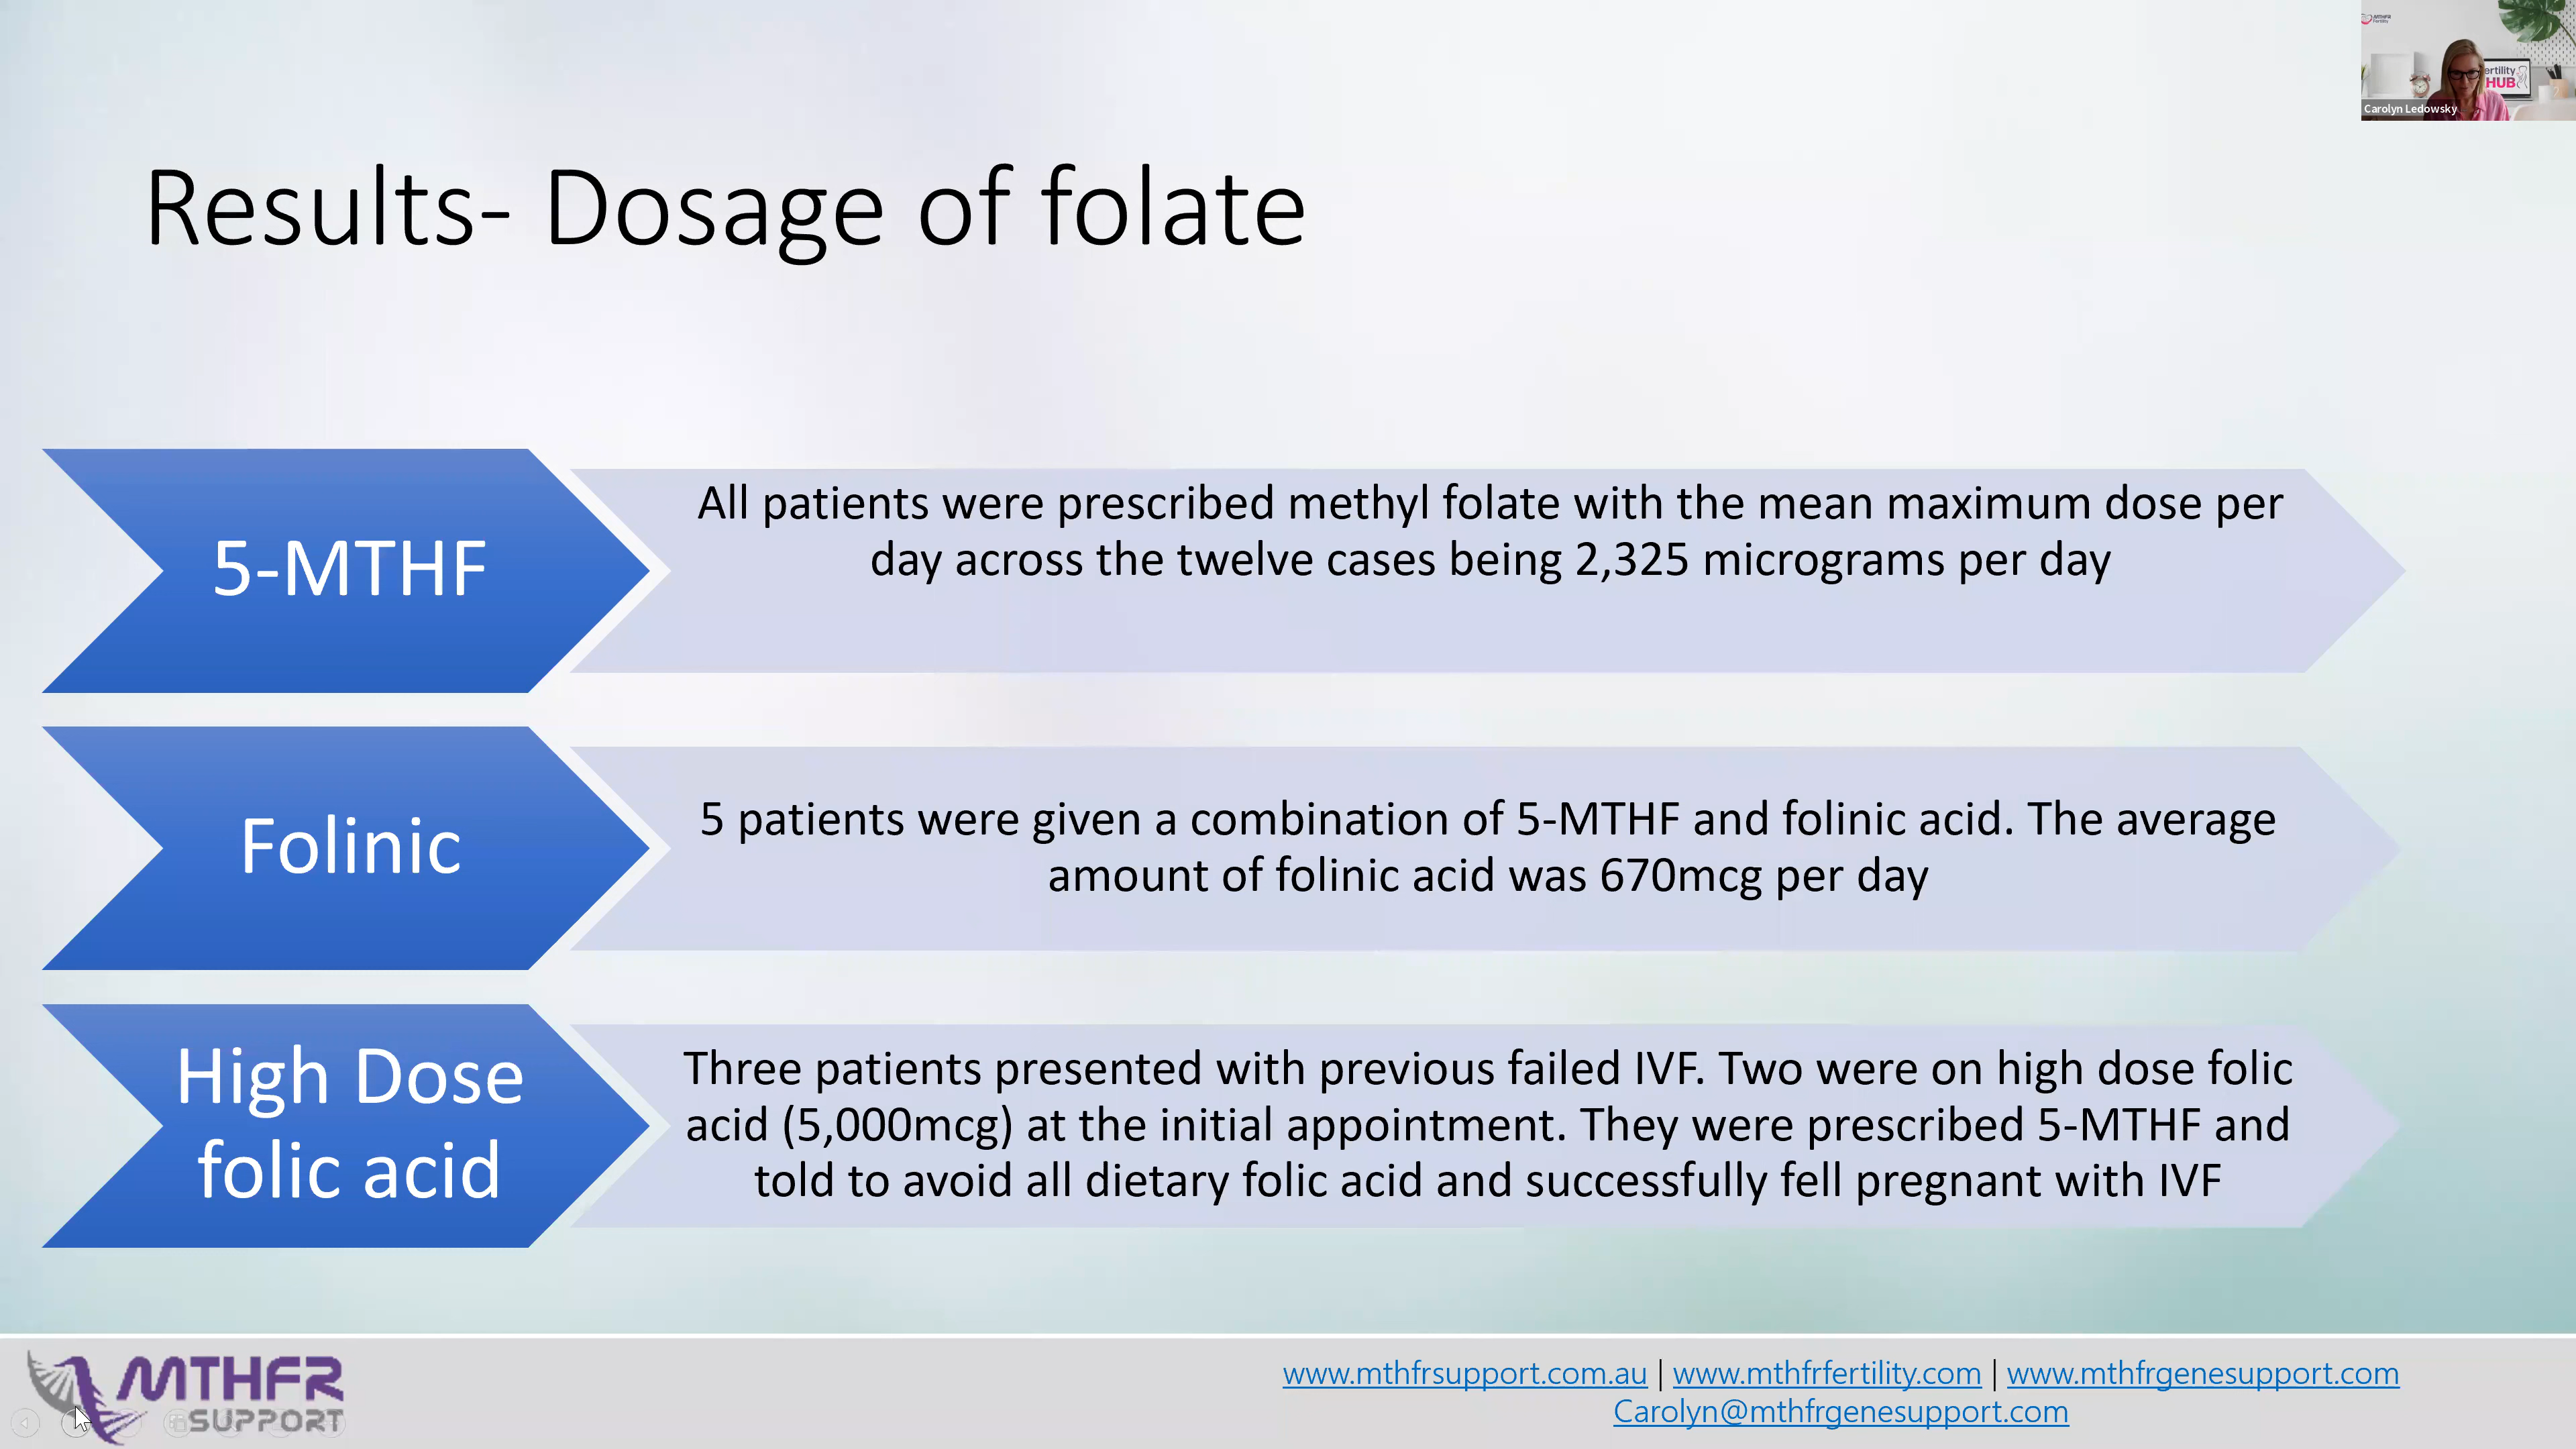 MTHFR
Fertility
ertility
HUB
Carolyn Ledowsky
Results- Dosage of folate
5-MTHF
All patients were prescribed methyl folate with the mean maximum dose per
day across the twelve cases being 2,325 micrograms per day
Folinic
5 patients were given a combination of 5-MTHF and folinic acid. The average
amount of folinic acid was 670mcg per day
High Dose
folic acid
Three patients presented with previous failed IVF. Two were on high dose folic
acid (5,000mcg) at the initial appointment. They were prescribed 5-MTHF and
told to avoid all dietary folic acid and successfully fell pregnant with IVF
MTHFR
SUPPORT
www.mthfrsupport.com.au | www.mthfrfertility.com | www.mthfrgenesupport.com
Carolyn@mthfrgenesupport.com